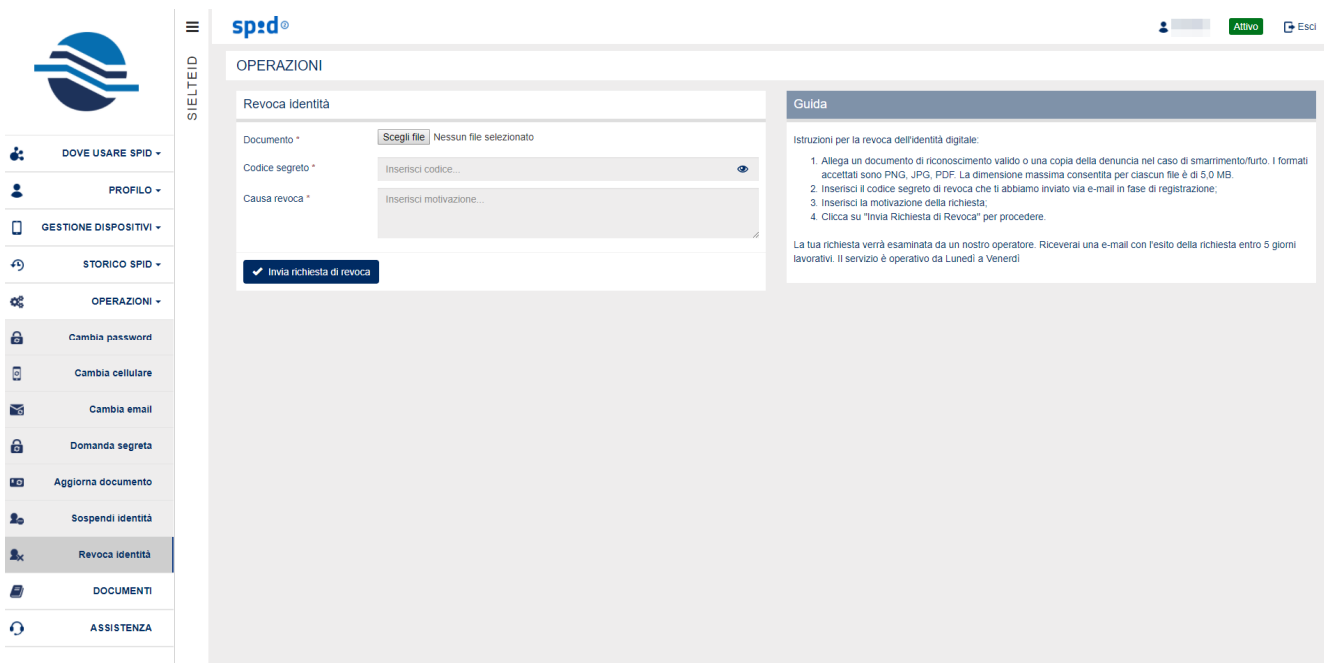 spid
Attivo
Esci
SIELTEID
DOVE USARE SPID
PROFILO
GESTIONE DISPOSITIVI
STORICO SPID
OPERAZIONI
Cambia password
Cambia cellulare
Cambia email
Domanda segreta
Aggiorna documento
Sospendi identità
Revoca identità
DOCUMENTI
ASSISTENZA
OPERAZIONI
Revoca identità
Documento *
Scegli file Nessun file selezionato
Codice segreto *
Inserisci codice...
Causa revoca *
Inserisci motivazione...
Invia richiesta di revoca
Guida
Istruzioni per la revoca dell'identità digitale:
1. Allega un documento di riconoscimento valido o una copia della denuncia nel caso di smarrimento/furto. I formati
accettati sono PNG, JPG, PDF. La dimensione massima consentita per ciascun file è di 5,0 MB.
2. Inserisci il codice segreto di revoca che ti abbiamo inviato via e-mail in fase di registrazione;
3. Inserisci la motivazione della richiesta;
4. Clicca su "Invia Richiesta di Revoca" per procedere.
La tua richiesta verrà esaminata da un nostro operatore. Riceverai una e-mail con l'esito della richiesta entro 5 giorni
lavorativi. Il servizio è operativo da Lunedì a Venerdì